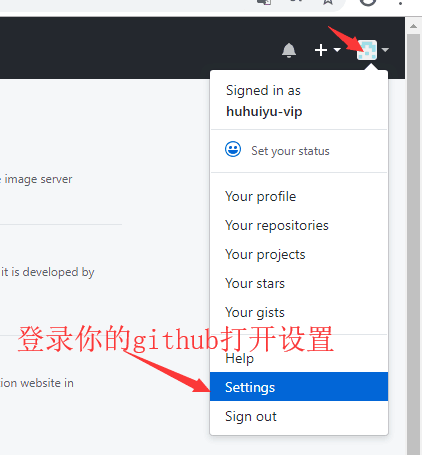 Signed in as
huhuiyu-vip
Set your status
image server
Your profile
Your repositories
Your projects
it is developed by
Your stars
Your gists
登录你的github打开设置
Help
tion website in
Settings
Sign out